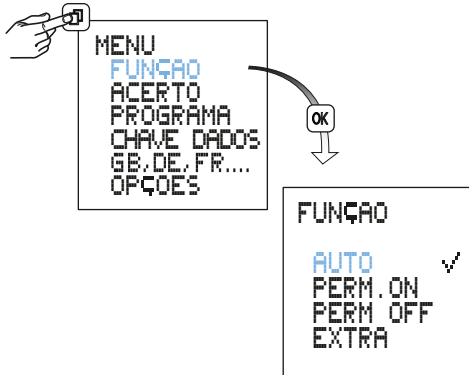 MENU
FUNÇAO
ACERTO
PROGRAMA
CHAVE DADOS
GB,DE,FR....
OPÇOES
OK
FUNÇAO
AUTO ✓
PERM.ON
PERM OFF
EXTRA